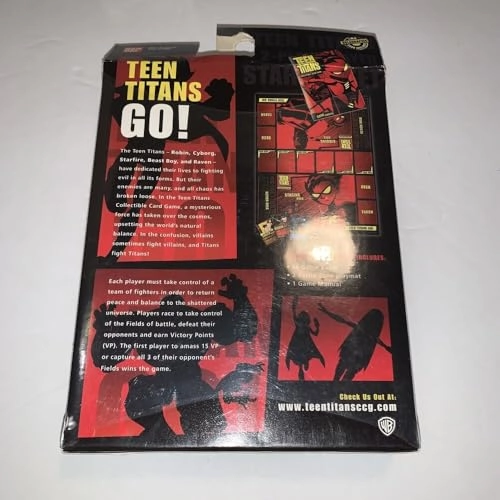 TEEN
TITANS
GO!
The Teen Titans – Robin, Cyborg,
Starfire, Beast Boy, and Raven –
have dedicated their lives to fighting
evil in all its forms. But their
enemies are many, and all chaos has
broken loose. In the Teen Titans
Collectible Card Game, a mysterious
force has taken over the cosmos,
upsetting the world's natural
balance. In the confusion, villains
sometimes fight villains, and Titans
fight Titans!
Each player must take control of a
team of fighters in order to return
peace and balance to the shattered
universe. Players race to take control
of the Fields of battle, defeat their
opponents and earn Victory Points
(VP). The first player to amass 15 VP
or capture all 3 of their opponent's
Fields wins the game.
TEEN
TITANS
1 Game Manual
Check Us Out At:
www.teentitansccg.com
WB